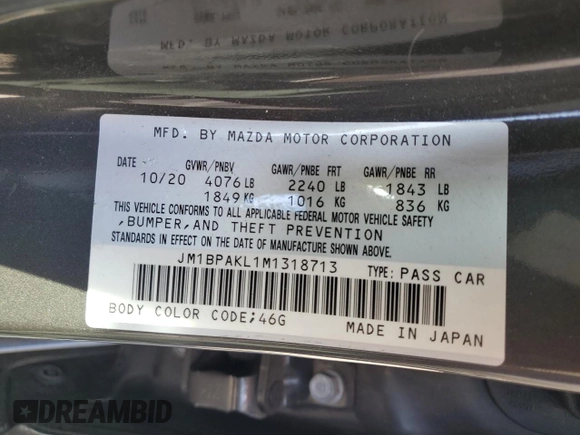 MFD. BY MAZDA MOTOR CORPORATION
DATE GVWR/PNBV GAWR/PNBE FRT GAWR/PNBE RR
10/20 4076 LB 2240 LB 1843 LB
1849 KG 1016 KG 836 KG
THIS VEHICLE CONFORMS TO ALL APPLICABLE FEDERAL MOTOR VEHICLE SAFETY
,BUMPER,AND THEFT PREVENTION
STANDARDS IN EFFECT ON THE DATE OF MANUFACTURE SHOWN ABOVE.
JM1BPAKL1M1318713 TYPE: PASS CAR
BODY COLOR CODE;46G MADE IN JAPAN
DREAMBID